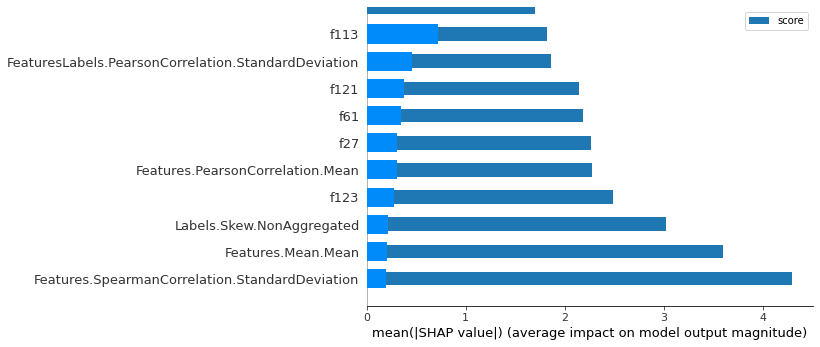 score
f113
FeaturesLabels.PearsonCorrelation.StandardDeviation
f121
f61
f27
Features.PearsonCorrelation.Mean
f123
Labels.Skew.NonAggregated
Features.Mean.Mean
Features.SpearmanCorrelation.StandardDeviation
0 1 2 3 4
mean(|SHAP value|) (average impact on model output magnitude)